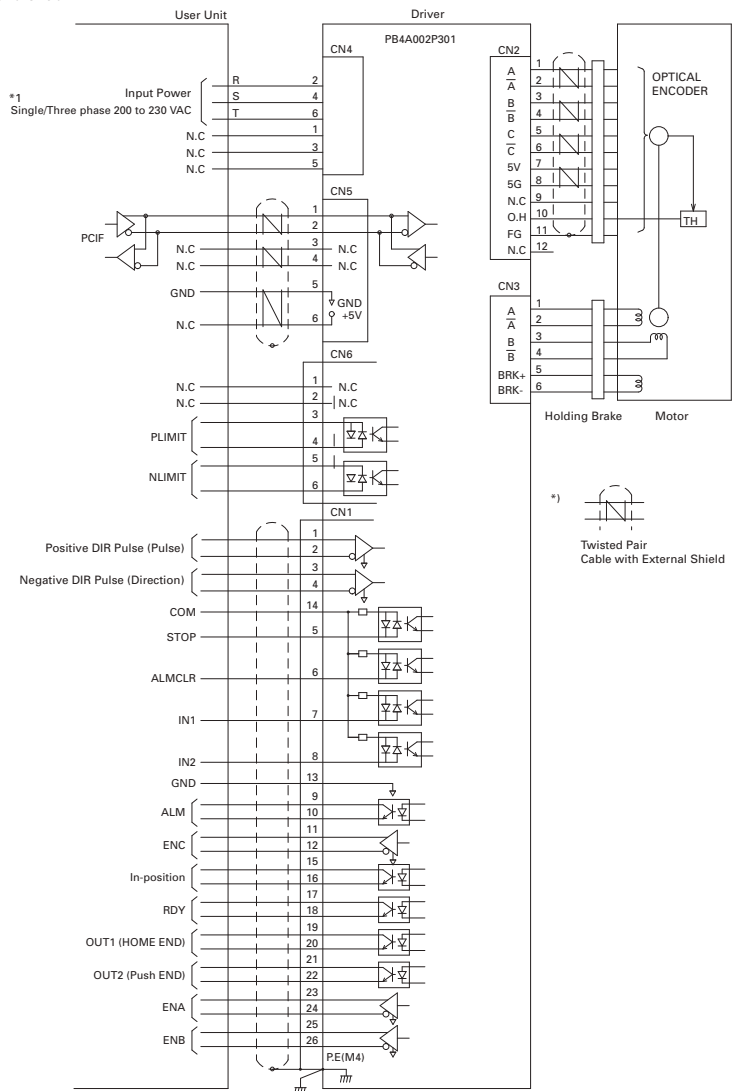 User Unit
Driver
PB4A002P301
CN4
*1
Input Power
Single/Three phase 200 to 230 VAC
R 2
S 4
T 6
N.C 1
N.C 3
N.C 5
CN5
PCIF
1
2
N.C 3 N.C
N.C 4 N.C
GND 5 GND
+5V
N.C 6
CN6
N.C 1 N.C
N.C 2 N.C
PLIMIT
3
4
NLIMIT
5
6
CN1
Positive DIR Pulse (Pulse)
1
2
Negative DIR Pulse (Direction)
3
4
COM 14
STOP 5
ALMCLR 6
IN1 7
IN2 8
GND 13
ALM
9
10
ENC
11
12
In-position
15
16
RDY
17
18
OUT1 (HOME END)
19
20
OUT2 (Push END)
21
22
ENA
23
24
ENB
25
26
P.E(M4)
CN2
A 1
A̅ 2
B 3
B̅ 4
C 5
C̅ 6
5V 7
5G 8
N.C 9
O.H 10
FG 11
N.C 12
OPTICAL
ENCODER
TH
CN3
A 1
A̅ 2
B 3
B̅ 4
BRK+ 5
BRK- 6
Holding Brake
Motor
*)
Twisted Pair
Cable with External Shield